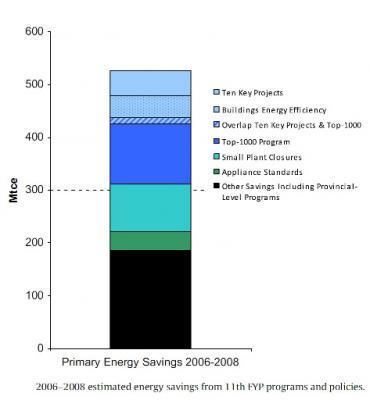 600
500
400
300
200
100
0
Mtce
Ten Key Projects
Buildings Energy Efficiency
Overlap Ten Key Projects & Top-1000
Top-1000 Program
Small Plant Closures
Appliance Standards
Other Savings Including Provincial-
Level Programs
Primary Energy Savings 2006-2008
2006–2008 estimated energy savings from 11th FYP programs and policies.